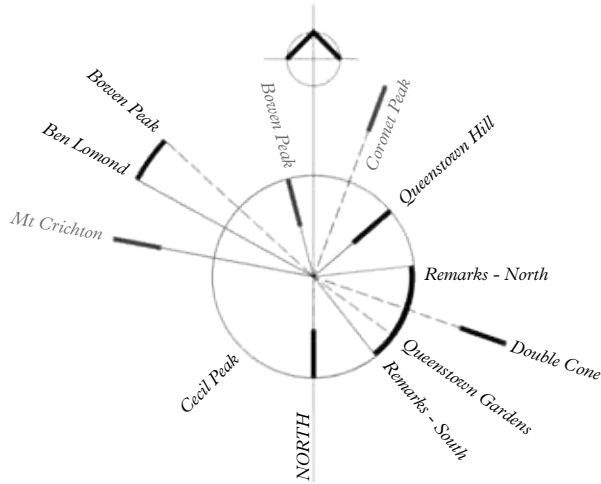 Bowen Peak
Ben Lomond
Mt Crichton
Bowen Peak
Coronet Peak
Queenstown Hill
Remarks - North
Double Cone
Queenstown Gardens
Remarks - South
Cecil Peak
NORTH